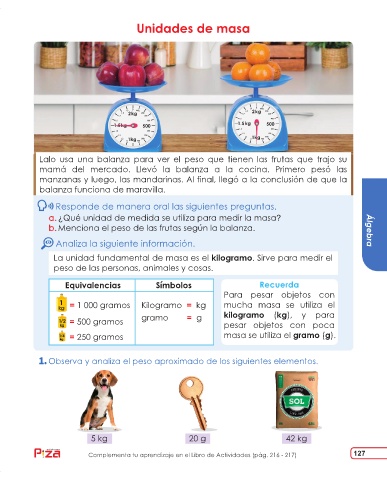 Unidades de masa
2kg
1.5kg 500
1kg
2kg
1.5kg 500
1kg
Lalo usa una balanza para ver el peso que tienen las frutas que trajo su
mamá del mercado. Llevó la balanza a la cocina. Primero pesó las
manzanas y luego, las mandarinas. Al final, llegó a la conclusión de que la
balanza funciona de maravilla.
Responde de manera oral las siguientes preguntas.
a. ¿Qué unidad de medida se utiliza para medir la masa?
b. Menciona el peso de las frutas según la balanza.
Analiza la siguiente información.
La unidad fundamental de masa es el kilogramo. Sirve para medir el
peso de las personas, animales y cosas.
Equivalencias Símbolos
1 kg = 1 000 gramos Kilogramo = kg
1/2 kg = 500 gramos gramo = g
= 250 gramos
Recuerda
Para pesar objetos con
mucha masa se utiliza el
kilogramo (kg), y para
pesar objetos con poca
masa se utiliza el gramo (g).
1. Observa y analiza el peso aproximado de los siguientes elementos.
SOL
5 kg 20 g 42 kg
Álgebra
Piza Complementa tu aprendizaje en el Libro de Actividades (pág. 216 - 217) 127